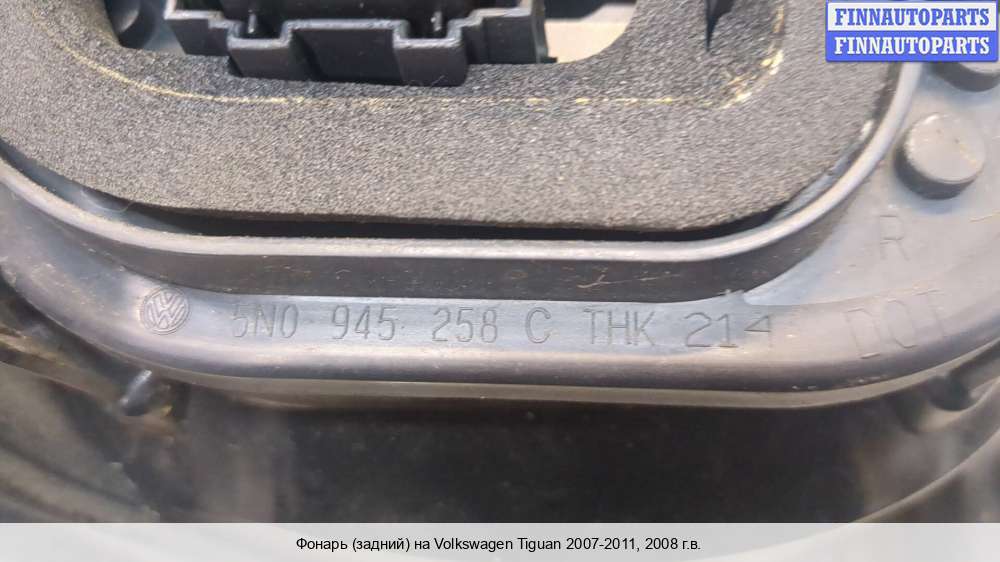 FINNAUTOPARTS
FINNAUTOPARTS
R
5N0 945 258 C THK 214 DOT
Фонарь (задний) на Volkswagen Tiguan 2007-2011, 2008 г.в.